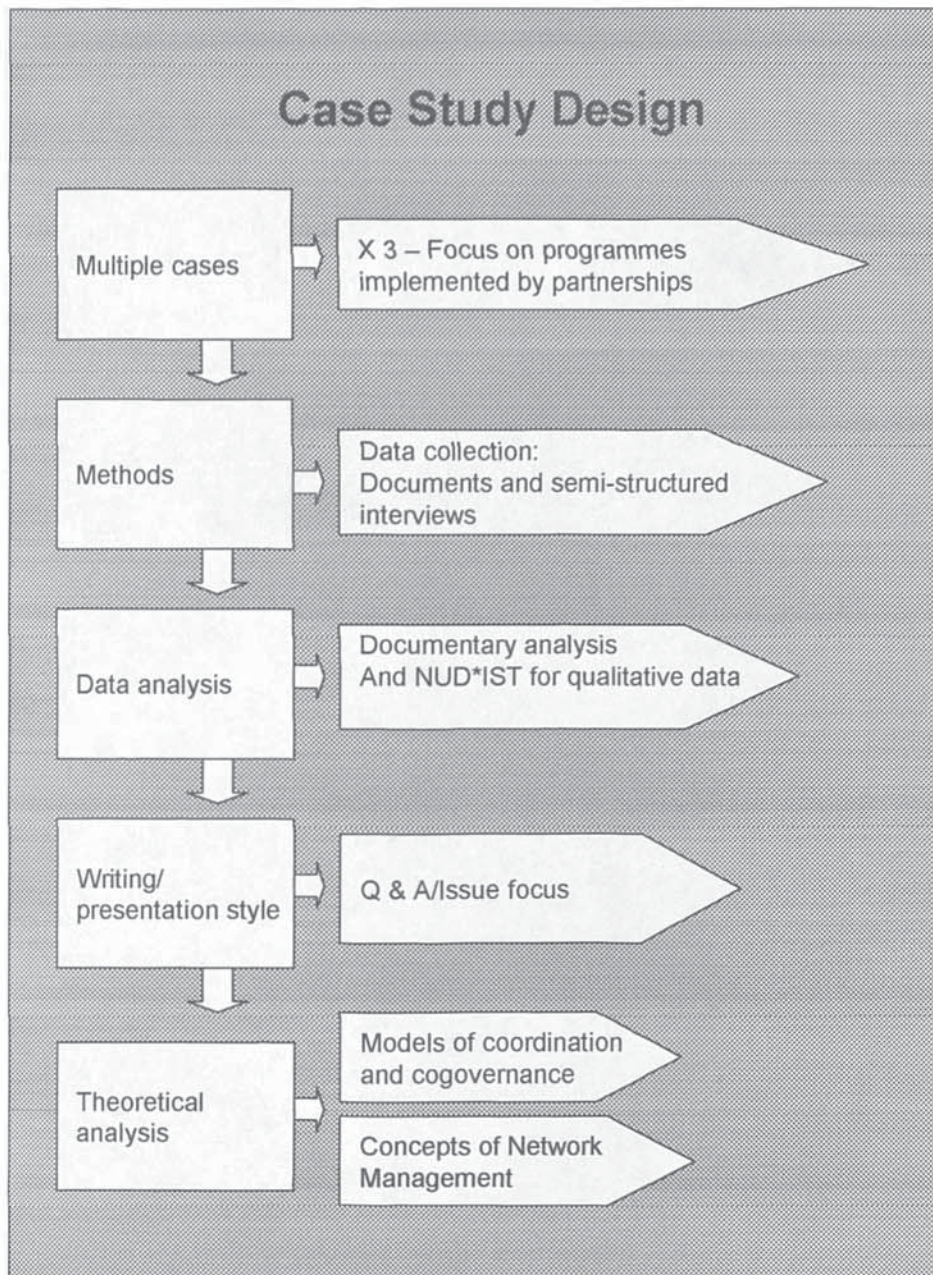 Case Study Design
Multiple cases
X 3 – Focus on programmes
implemented by partnerships
Methods
Data collection:
Documents and semi-structured
interviews
Data analysis
Documentary analysis
And NUD*IST for qualitative data
Writing/
presentation style
Q & A/Issue focus
Theoretical
analysis
Models of coordination
and cogovernance
Concepts of Network
Management